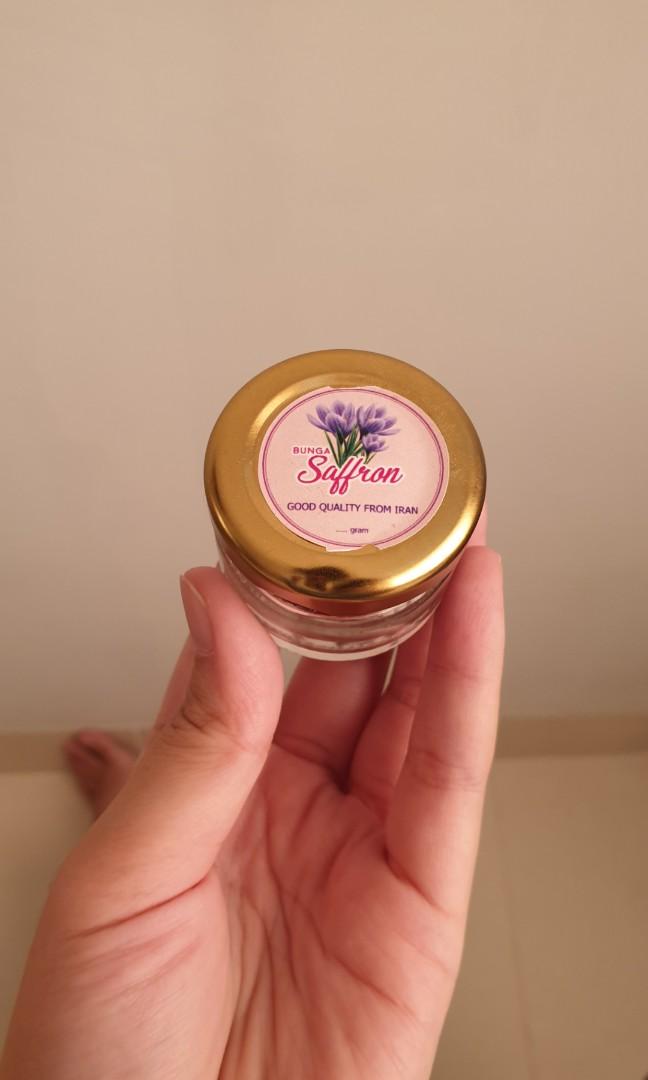 BUNGA
Saffron
GOOD QUALITY FROM IRAN
..... gram